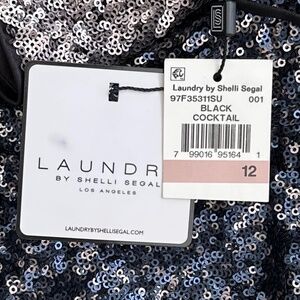 LAUNDR
BY SHELLI SEGAL
LOS ANGELES
LAUNDRYBYSHELLISEGAL.COM
Laundry by Shelli Segal
97F35311SU 001
BLACK
COCKTAIL
7 99016 95164 1
12